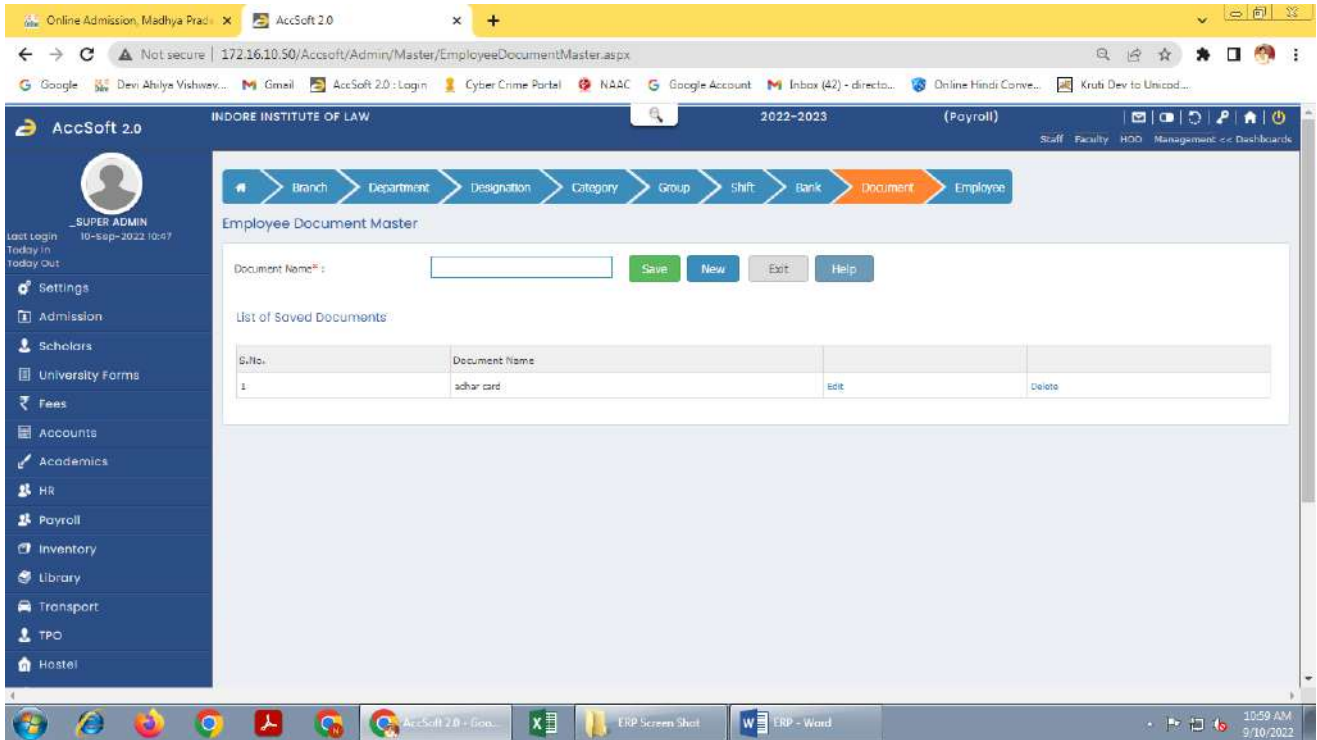 Online Admission, Madhya Prad
AccSoft 2.0
Not secure | 172.16.10.50/Accsoft/Admin/Master/EmployeeDocumentMaster.aspx
Google
Devi Ahilya Vishwav...
Gmail
AccSoft 2.0 : Login
Cyber Crime Portal
NAAC
Google Account
Inbox (42) - directo...
Online Hindi Conve...
Kruti Dev to Unicod...
AccSoft 2.0
INDORE INSTITUTE OF LAW
2022-2023
(Payroll)
Staff Faculty HOD Management << Dashboards
_SUPER ADMIN
Last Login 10-Sep-2022 10:47
Today In
Today Out
Branch
Department
Designation
Category
Group
Shift
Bank
Document
Employee
Employee Document Master
Document Name* :
Save
New
Exit
Help
List of Saved Documents
S.No. Document Name
1 adhar card Edit Delete
Settings
Admission
Scholars
University Forms
Fees
Accounts
Academics
HR
Payroll
Inventory
Library
Transport
TPO
Hostel
AccSoft 2.0 - Goo...
ERP Screen Shot
ERP - Word
10:59 AM
9/10/2022